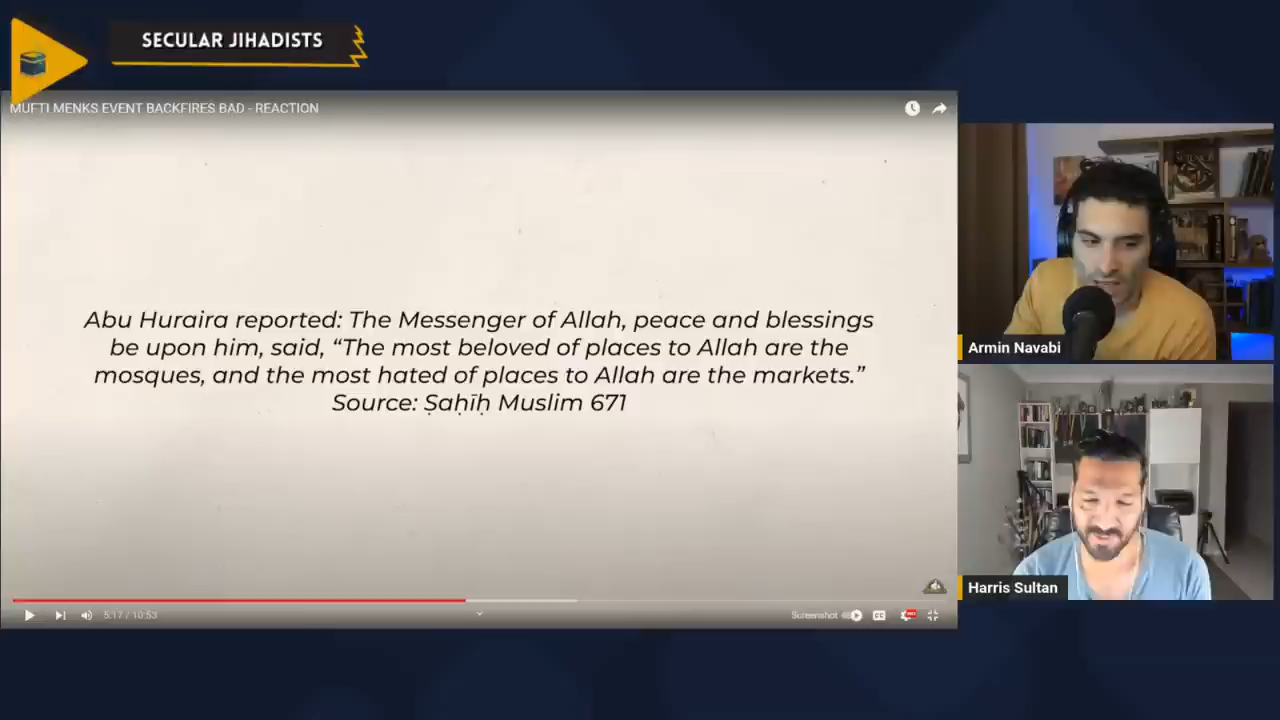 SECULAR JIHADISTS
MUFTI MENKS EVENT BACKFIRES BAD - REACTION
Abu Huraira reported: The Messenger of Allah, peace and blessings
be upon him, said, “The most beloved of places to Allah are the
mosques, and the most hated of places to Allah are the markets.”
Source: Ṣaḥīḥ Muslim 671
5:17 / 10:53
Screenshot
CC
Armin Navabi
Harris Sultan